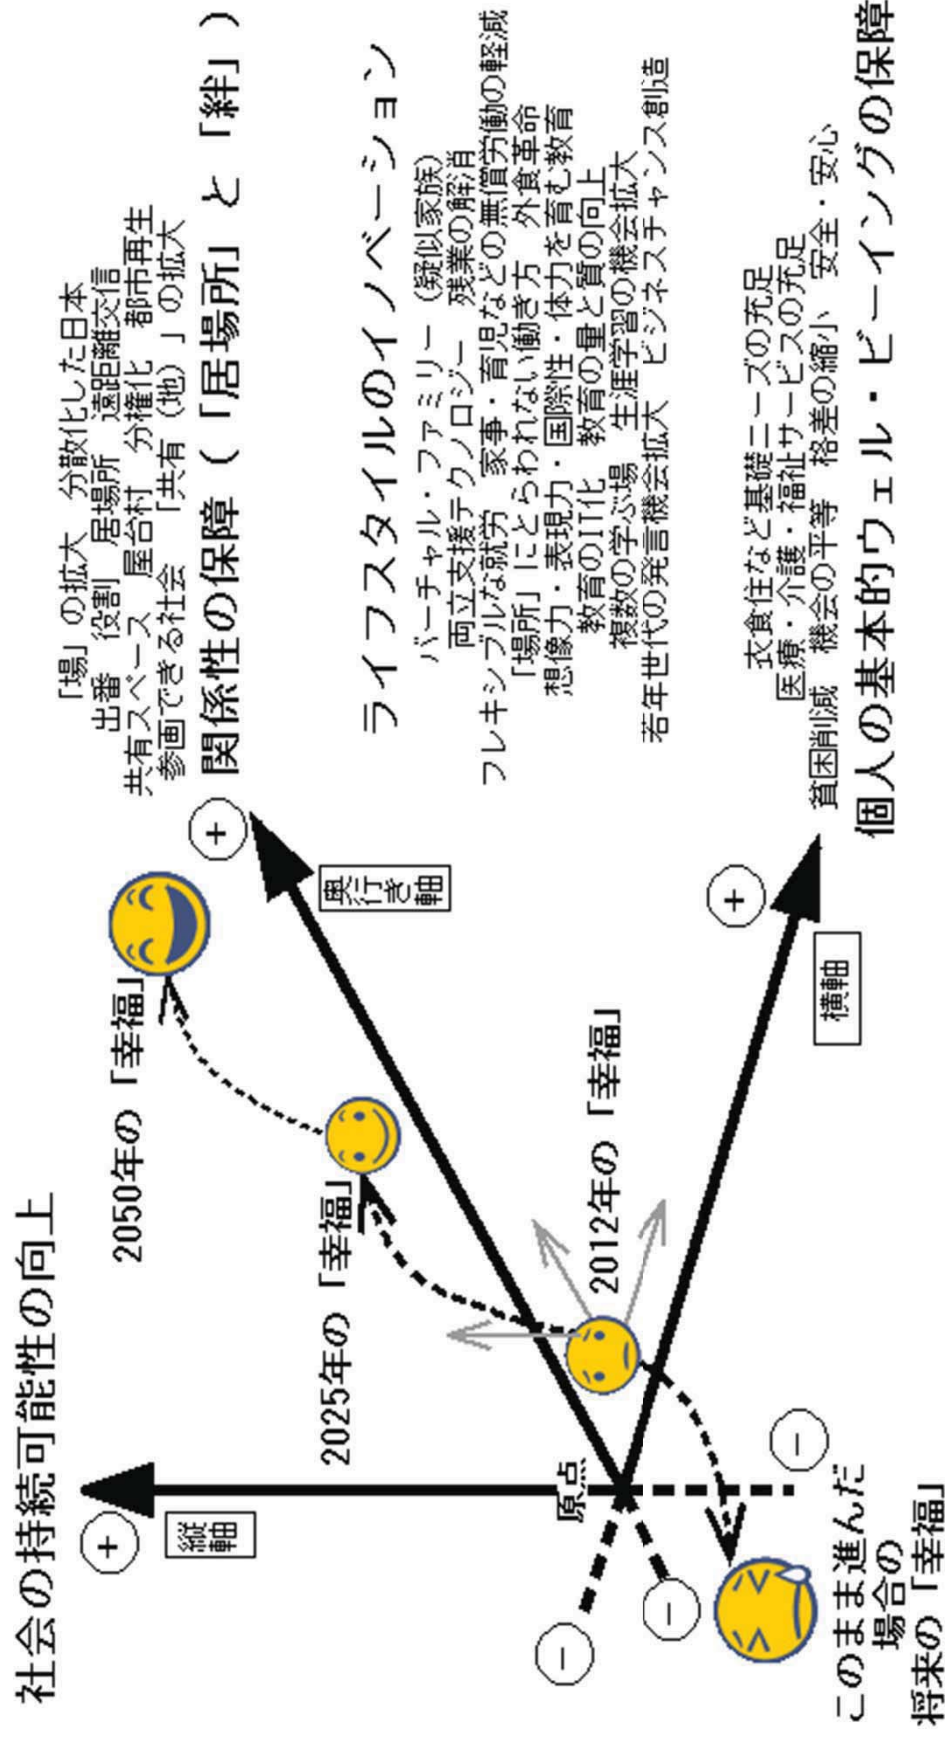 社会の持続可能性の向上
＋
縦軸
2050年の「幸福」
2025年の「幸福」
2012年の「幸福」
原点
－
－
－
このまま進んだ
場合の
将来の「幸福」
＋
奥行き軸
＋
横軸
「場」の拡大　分散化した日本
出番　役割　居場所　遠距離交信
共有スペース　屋台村　分権化　都市再生
参画できる社会　「共有（地）」の拡大
関係性の保障（「居場所」と「絆」）
ライフスタイルのイノベーション
バーチャル・ファミリー（疑似家族）
両立支援テクノロジー　残業の解消
フレキシブルな就労　家事・育児などの無償労働の軽減
「場所」にとらわれない働き方　外食革命
想像力・表現力・国際性・体力を育む教育
教育のIT化　教育の量と質の向上
複数の学ぶ場　生涯学習の機会拡大
若年世代の発言機会拡大　ビジネスチャンス創造
衣食住など基礎ニーズの充足
医療・介護・福祉サービスの充足
貧困削減　機会の平等　格差の縮小　安全・安心
個人の基本的ウェル・ビーイングの保障